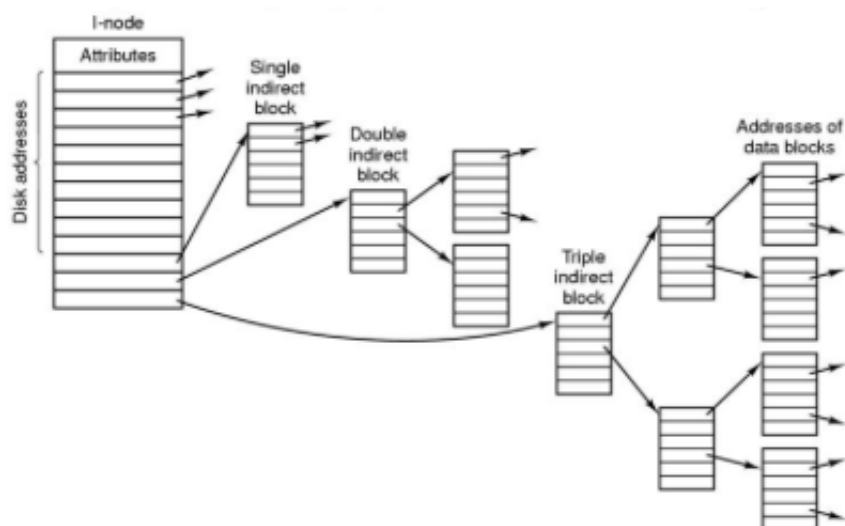 I-node
Attributes
Disk addresses
Single
indirect
block
Double
indirect
block
Triple
indirect
block
Addresses of
data blocks